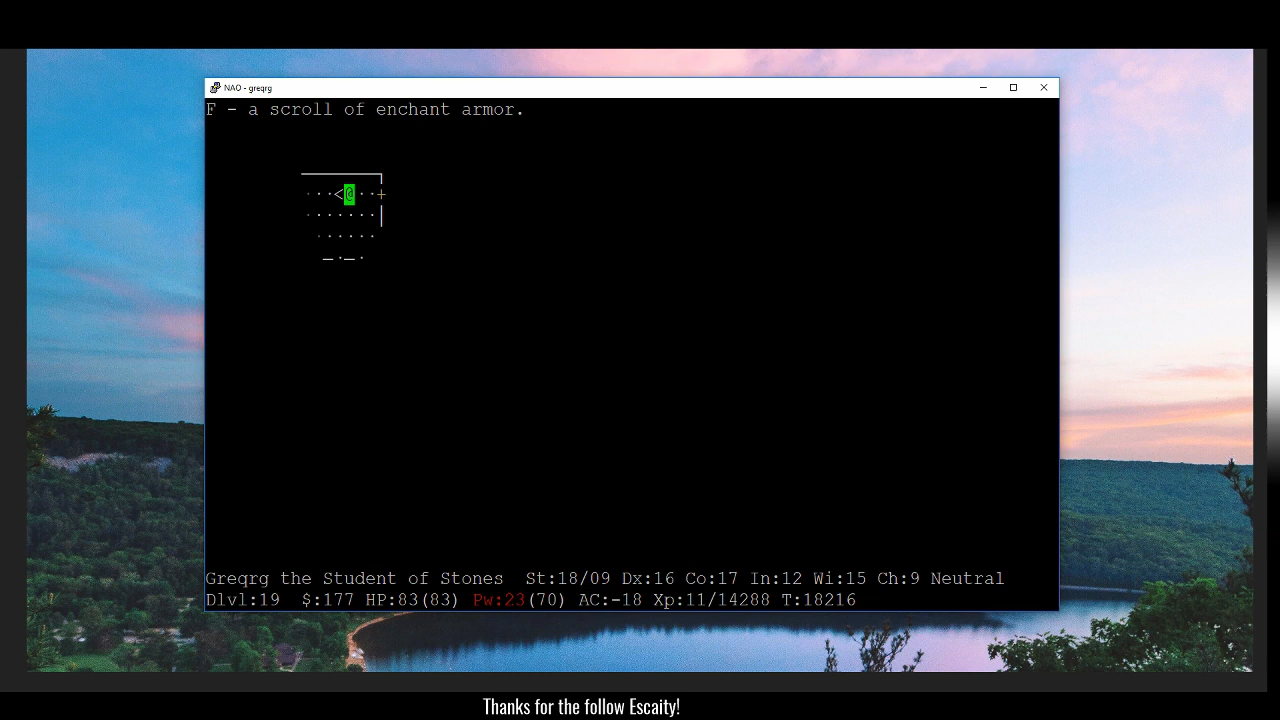 NAO - greqrg
F - a scroll of enchant armor.
· · · < @ · · +
· · · · · · · |
· · · · · ·
— · — ·
Greqrg the Student of Stones  St:18/09 Dx:16 Co:17 In:12 Wi:15 Ch:9 Neutral
Dlvl:19  $:177 HP:83(83) Pw:23(70) AC:-18 Xp:11/14288 T:18216
Thanks for the follow Escaity!